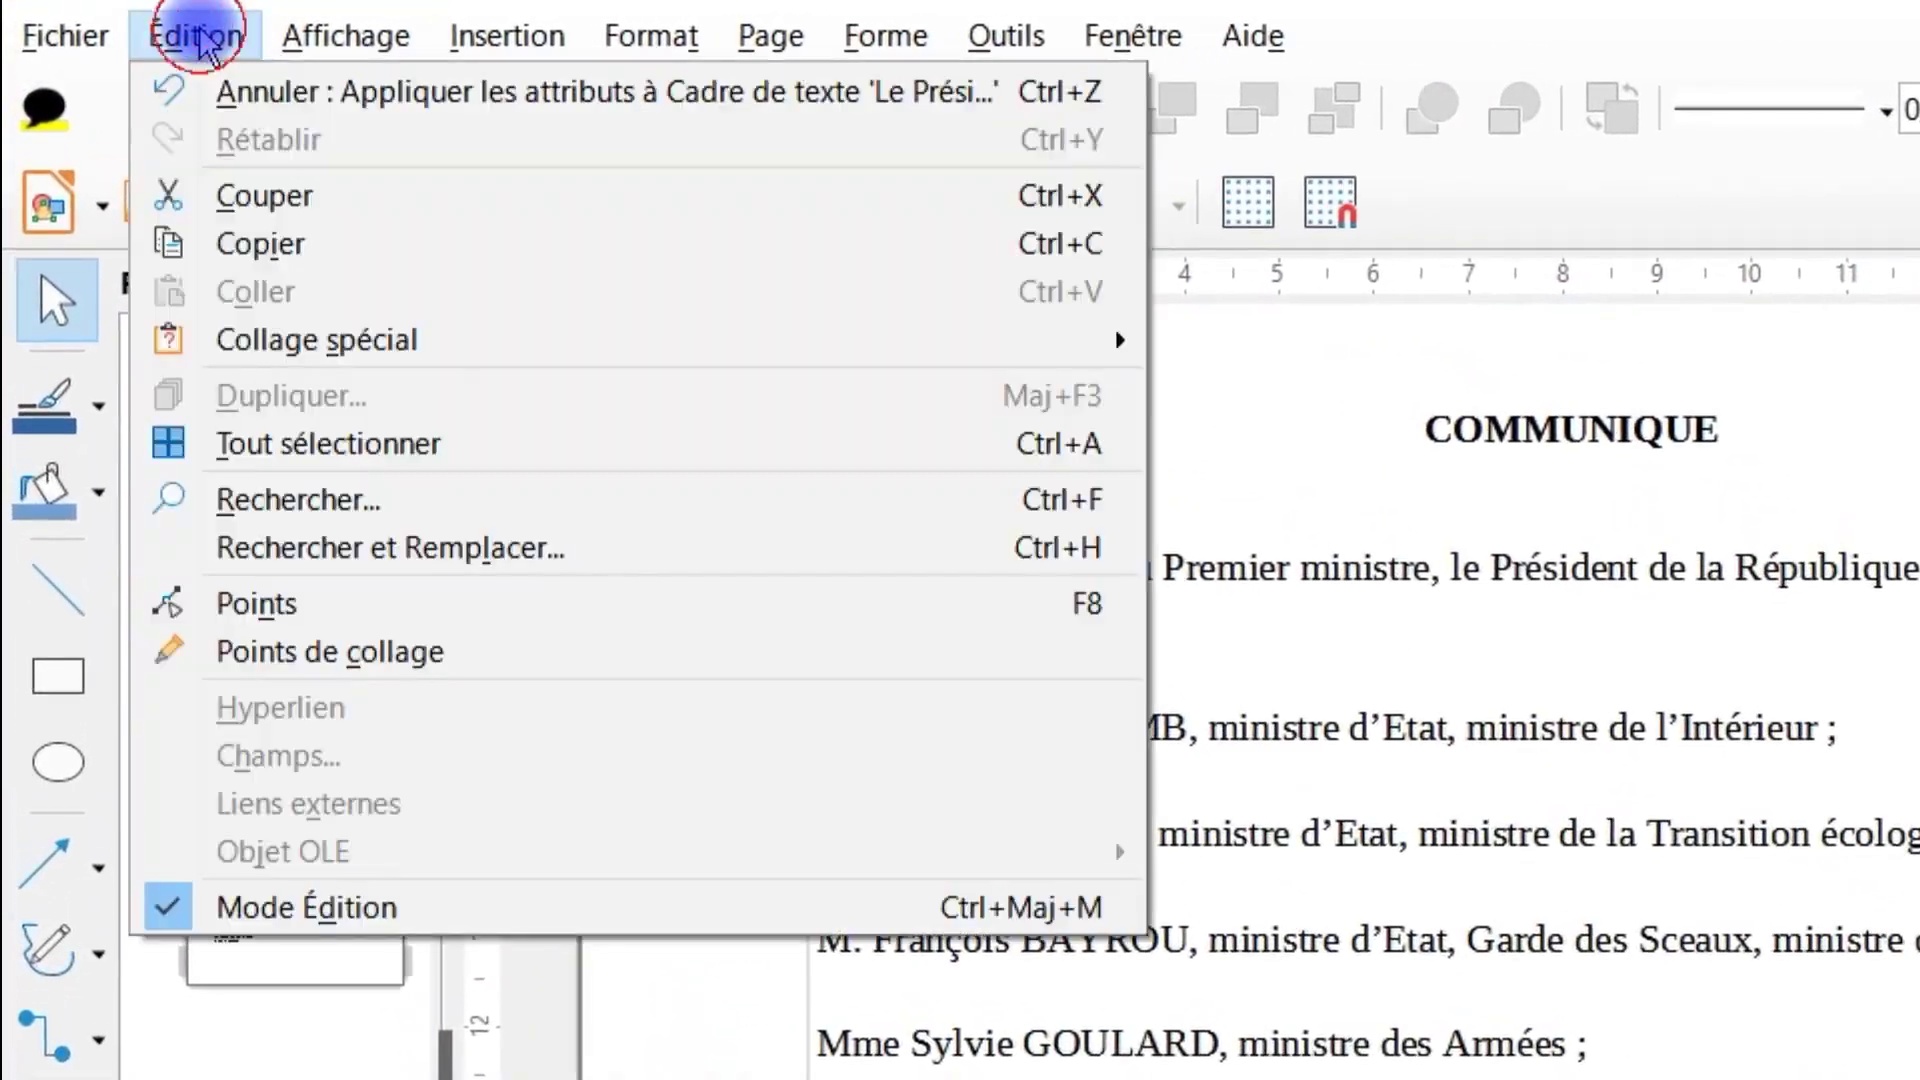 Fichier Édition Affichage Insertion Format Page Forme Outils Fenêtre Aide
Annuler : Appliquer les attributs à Cadre de texte 'Le Prési...' Ctrl+Z
Rétablir Ctrl+Y
0
Couper Ctrl+X
Copier Ctrl+C
Coller Ctrl+V
4 5 6 7 8 9 10 11
Collage spécial
Dupliquer... Maj+F3
Tout sélectionner Ctrl+A
COMMUNIQUE
Rechercher... Ctrl+F
Rechercher et Remplacer... Ctrl+H
Premier ministre, le Président de la République
Points F8
Points de collage
Hyperlien
MB, ministre d’Etat, ministre de l’Intérieur ;
Champs...
Liens externes
ministre d’Etat, ministre de la Transition écolog
Objet OLE
Mode Édition Ctrl+Maj+M
M. François BAYROU, ministre d’Etat, Garde des Sceaux, ministre
12
Mme Sylvie GOULARD, ministre des Armées ;